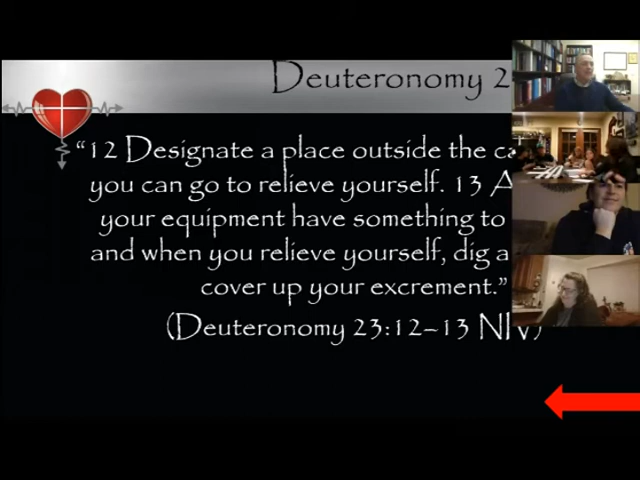 Deuteronomy 2
“12 Designate a place outside the
you can go to relieve yourself. 13
your equipment have something to
and when you relieve yourself, dig a
cover up your excrement.”
(Deuteronomy 23:12–13 NIV)